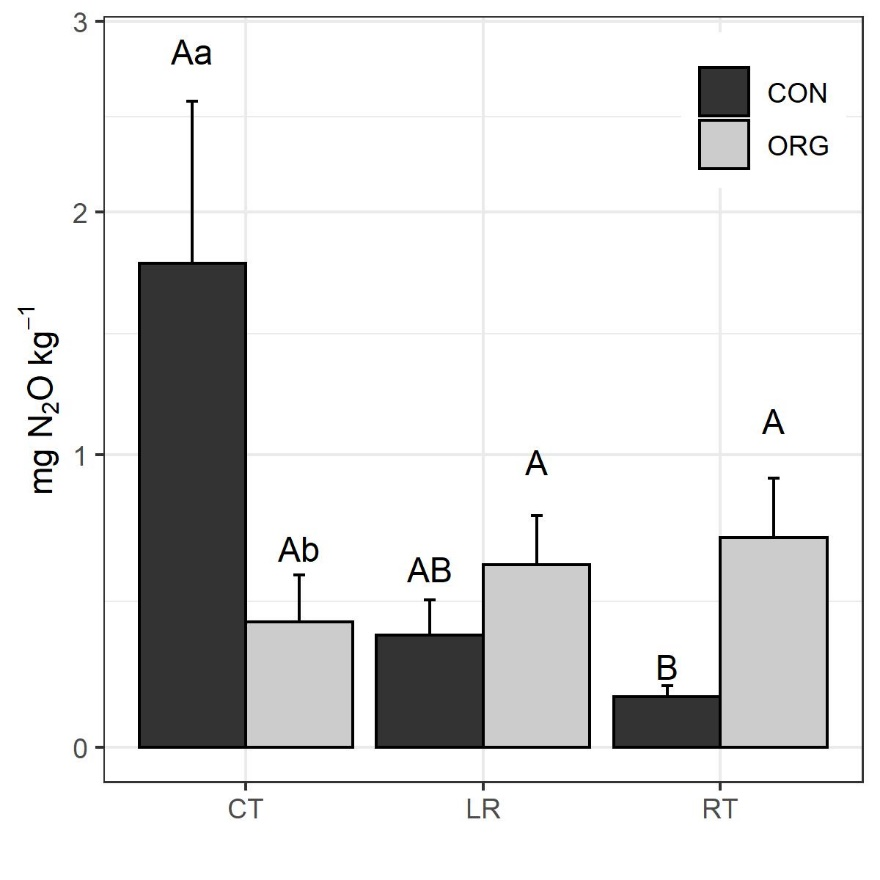 3
Aa
CON
ORG
2
mg N₂O kg⁻¹
1
A
A
Ab
AB
B
0
CT LR RT